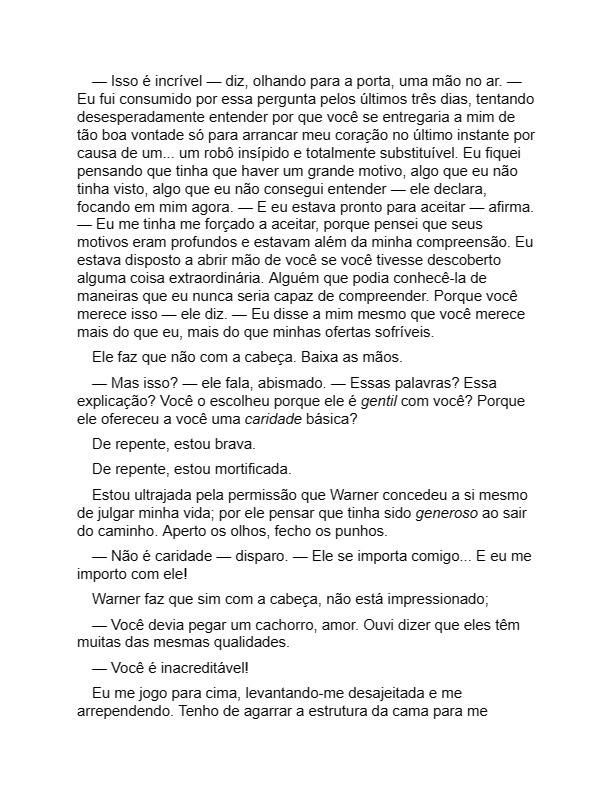 — Isso é incrível — diz, olhando para a porta, uma mão no ar. —
Eu fui consumido por essa pergunta pelos últimos três dias, tentando
desesperadamente entender por que você se entregaria a mim de
tão boa vontade só para arrancar meu coração no último instante por
causa de um... um robô insípido e totalmente substituível. Eu fiquei
pensando que tinha que haver um grande motivo, algo que eu não
tinha visto, algo que eu não consegui entender — ele declara,
focando em mim agora. — E eu estava pronto para aceitar — afirma.
— Eu me tinha me forçado a aceitar, porque pensei que seus
motivos eram profundos e estavam além da minha compreensão. Eu
estava disposto a abrir mão de você se você tivesse descoberto
alguma coisa extraordinária. Alguém que podia conhecê-la de
maneiras que eu nunca seria capaz de compreender. Porque você
merece isso — ele diz. — Eu disse a mim mesmo que você merece
mais do que eu, mais do que minhas ofertas sofríveis.
Ele faz que não com a cabeça. Baixa as mãos.
— Mas isso? — ele fala, abismado. — Essas palavras? Essa
explicação? Você o escolheu porque ele é gentil com você? Porque
ele ofereceu a você uma caridade básica?
De repente, estou brava.
De repente, estou mortificada.
Estou ultrajada pela permissão que Warner concedeu a si mesmo
de julgar minha vida; por ele pensar que tinha sido generoso ao sair
do caminho. Aperto os olhos, fecho os punhos.
— Não é caridade — disparo. — Ele se importa comigo... E eu me
importo com ele!
Warner faz que sim com a cabeça, não está impressionado;
— Você devia pegar um cachorro, amor. Ouvi dizer que eles têm
muitas das mesmas qualidades.
— Você é inacreditável!
Eu me jogo para cima, levantando-me desajeitada e me
arrependendo. Tenho de agarrar a estrutura da cama para me